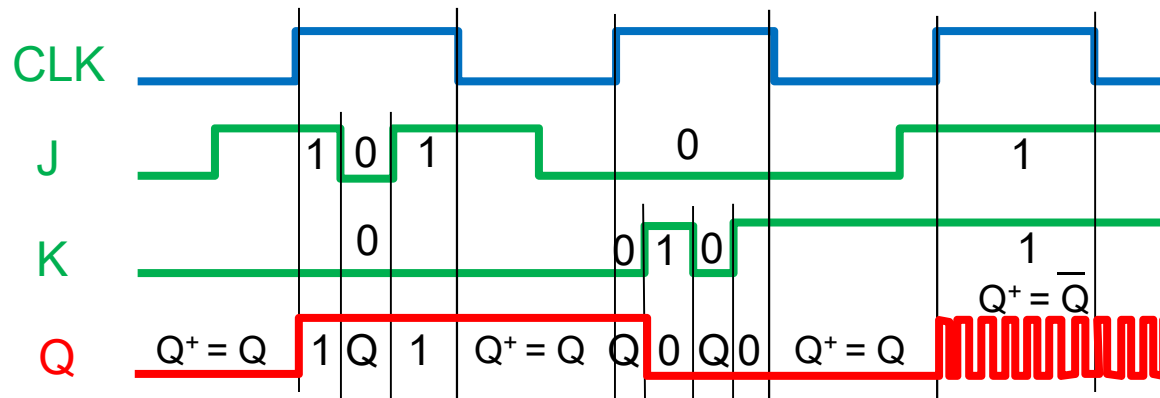 CLK
J 1 0 1 0 1
K 0 0 1 0 1
Q⁺ = Q̅
Q Q⁺ = Q 1 Q 1 Q⁺ = Q Q 0 Q 0 Q⁺ = Q